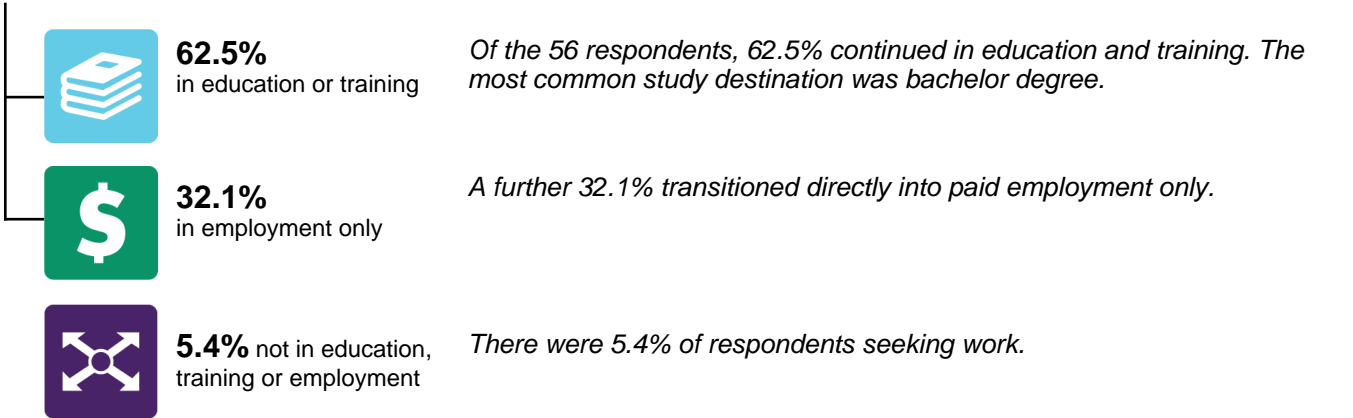 62.5%
in education or training
Of the 56 respondents, 62.5% continued in education and training. The
most common study destination was bachelor degree.
$
32.1%
in employment only
A further 32.1% transitioned directly into paid employment only.
5.4% not in education,
training or employment
There were 5.4% of respondents seeking work.